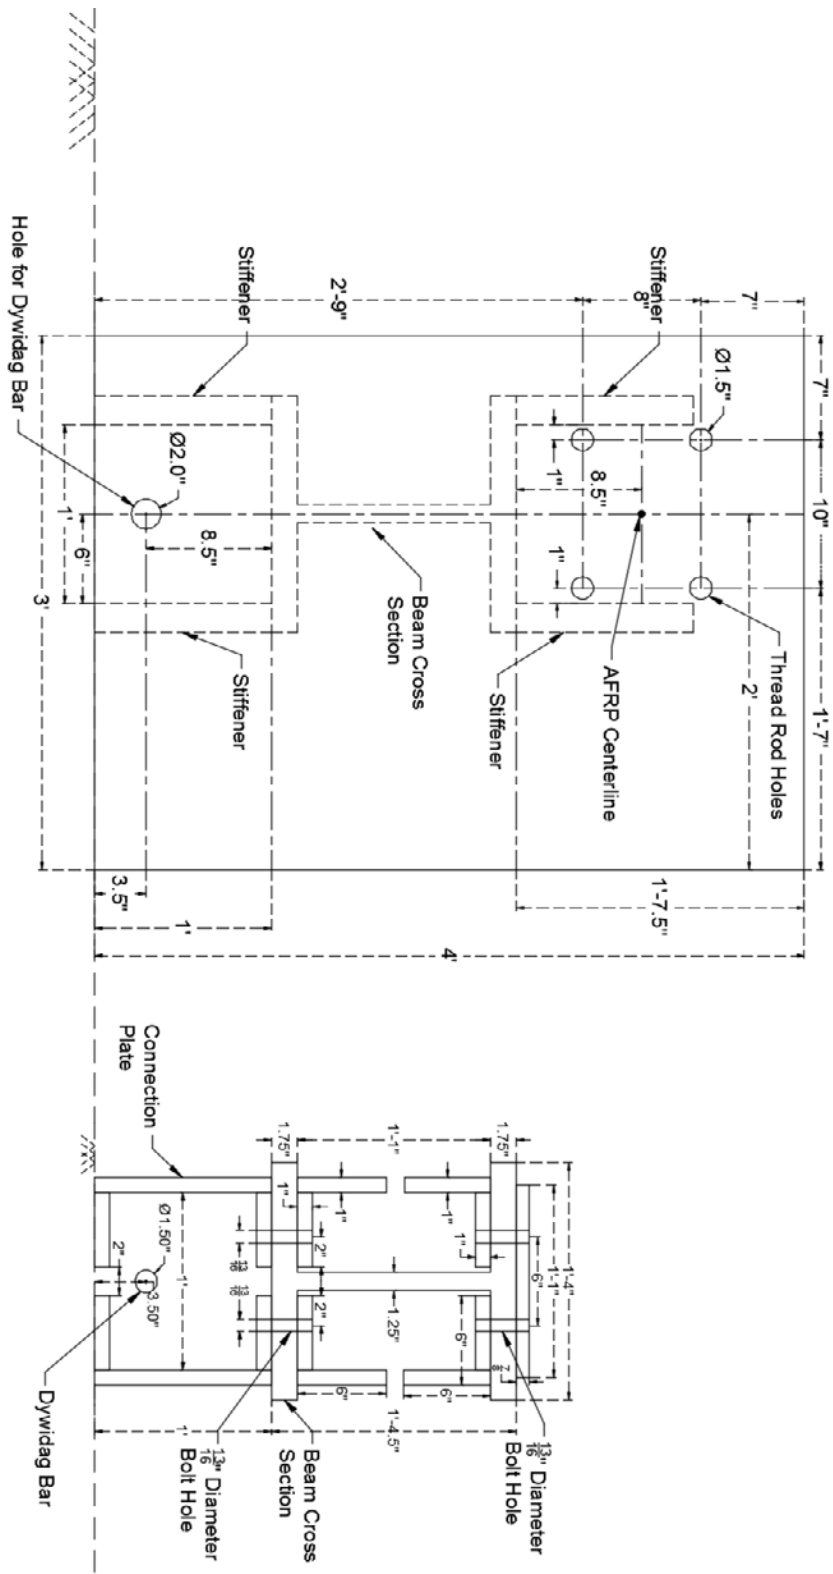 7"
10"
1'-7"
7"
8"
2'-9"
Ø1.5"
Thread Rod Holes
2'
Stiffener
1"
8.5"
1"
AFRP Centerline
Stiffener
Beam Cross
Section
1'-7.5"
4'
Stiffener
Ø2.0"
8.5"
1'
6"
Stiffener
3'
3.5"
1'
Hole for Dywidag Bar
1'-4"
1'-1"
6"
1.75"
1'-1"
1.75"
1"
1"
6"
7/8
13/16" Diameter
Bolt Hole
1"
1"
2"
2"
1.25"
6"
6"
1'-4.5"
Beam Cross
Section
13/16
13/16
13/16" Diameter
Bolt Hole
1'
1'
Ø1.50"
2"
3.50"
Connection
Plate
Dywidag Bar